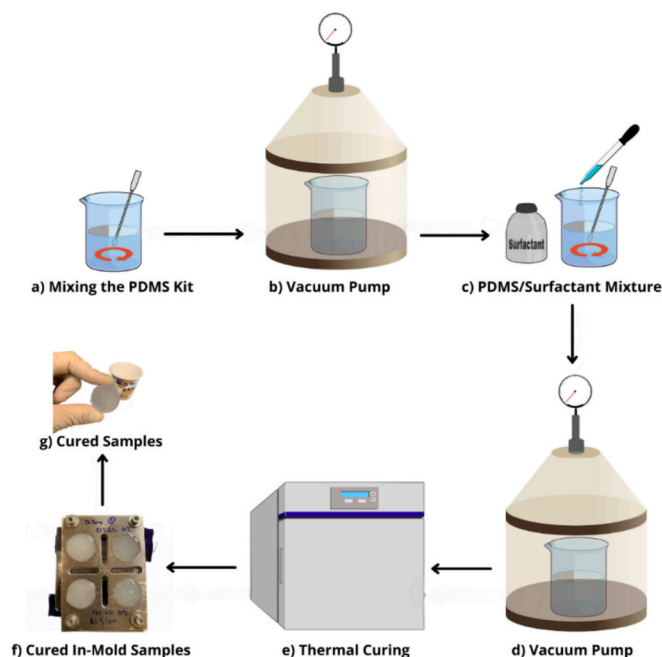 a) Mixing the PDMS Kit
b) Vacuum Pump
Surfactant
c) PDMS/Surfactant Mixture
g) Cured Samples
f) Cured In-Mold Samples
e) Thermal Curing
d) Vacuum Pump